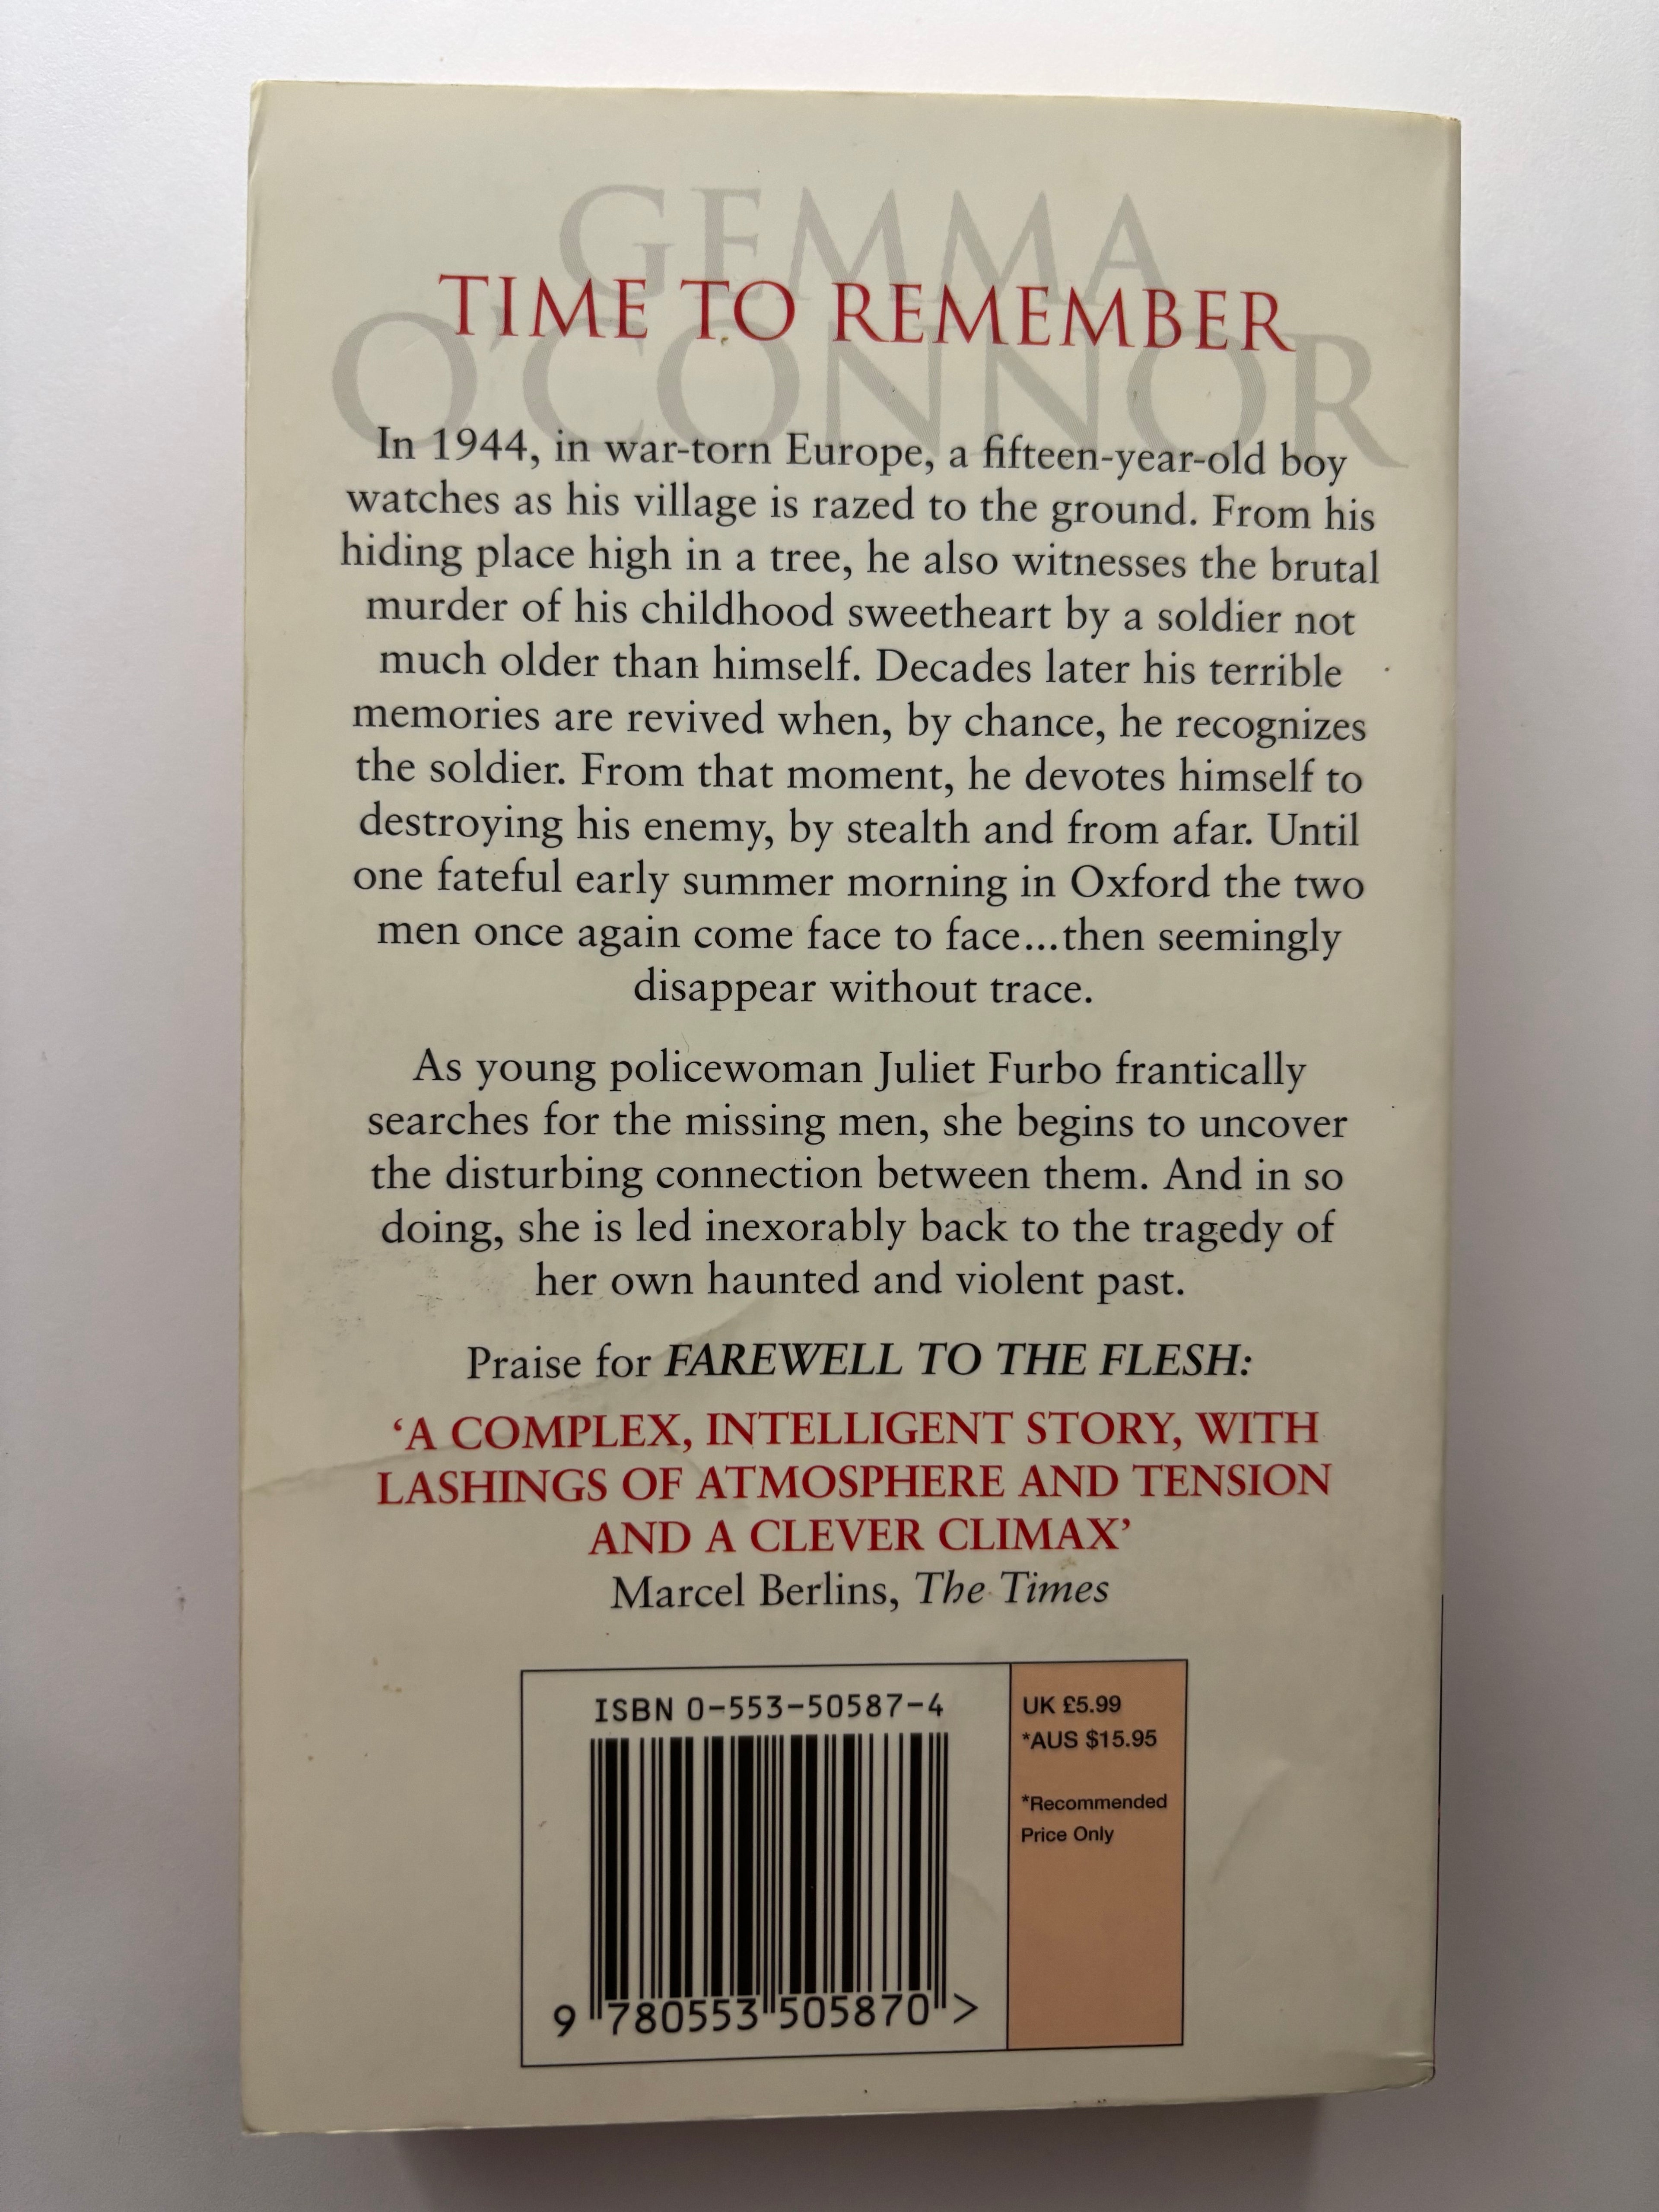 GEMMA
O'CONNOR
TIME TO REMEMBER
In 1944, in war-torn Europe, a fifteen-year-old boy
watches as his village is razed to the ground. From his
hiding place high in a tree, he also witnesses the brutal
murder of his childhood sweetheart by a soldier not
much older than himself. Decades later his terrible
memories are revived when, by chance, he recognizes
the soldier. From that moment, he devotes himself to
destroying his enemy, by stealth and from afar. Until
one fateful early summer morning in Oxford the two
men once again come face to face...then seemingly
disappear without trace.
As young policewoman Juliet Furbo frantically
searches for the missing men, she begins to uncover
the disturbing connection between them. And in so
doing, she is led inexorably back to the tragedy of
her own haunted and violent past.
Praise for FAREWELL TO THE FLESH:
‘A COMPLEX, INTELLIGENT STORY, WITH
LASHINGS OF ATMOSPHERE AND TENSION
AND A CLEVER CLIMAX’
Marcel Berlins, The Times
ISBN 0-553-50587-4
9 780553 505870 >
UK £5.99
*AUS $15.95
*Recommended
Price Only